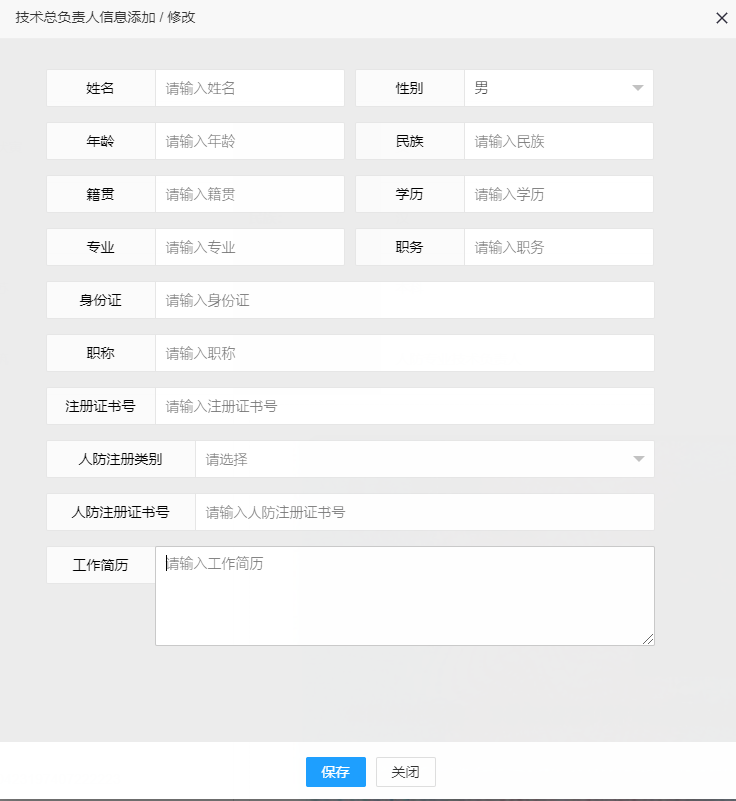 技术总负责人信息添加 / 修改
姓名 请输入姓名 性别 男
年龄 请输入年龄 民族 请输入民族
籍贯 请输入籍贯 学历 请输入学历
专业 请输入专业 职务 请输入职务
身份证 请输入身份证
职称 请输入职称
注册证书号 请输入注册证书号
人防注册类别 请选择
人防注册证书号 请输入人防注册证书号
工作简历 请输入工作简历
保存 关闭